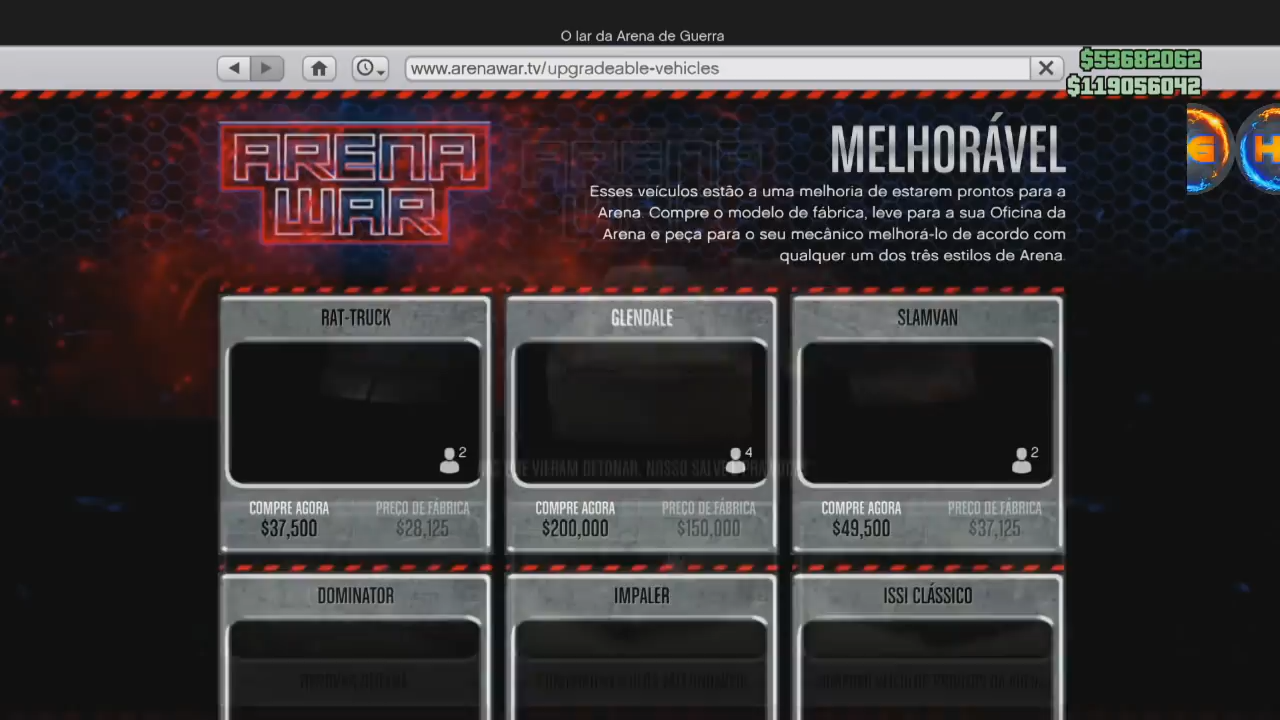 O lar da Arena de Guerra
www.arenawar.tv/upgradeable-vehicles
$53682062
$119056042
ARENA
WAR
MELHORÁVEL
Esses veículos estão a uma melhoria de estarem prontos para a
Arena. Compre o modelo de fábrica, leve para a sua Oficina da
Arena e peça para o seu mecânico melhorá-lo de acordo com
qualquer um dos três estilos de Arena.
G H
RAT-TRUCK
2
COMPRE AGORA
$37,500
PREÇO DE FÁBRICA
$28,125
GLENDALE
4
COMPRE AGORA
$200,000
PREÇO DE FÁBRICA
$150,000
SLAMVAN
2
COMPRE AGORA
$49,500
PREÇO DE FÁBRICA
$37,125
DOMINATOR
IMPALER
ISSI CLÁSSICO